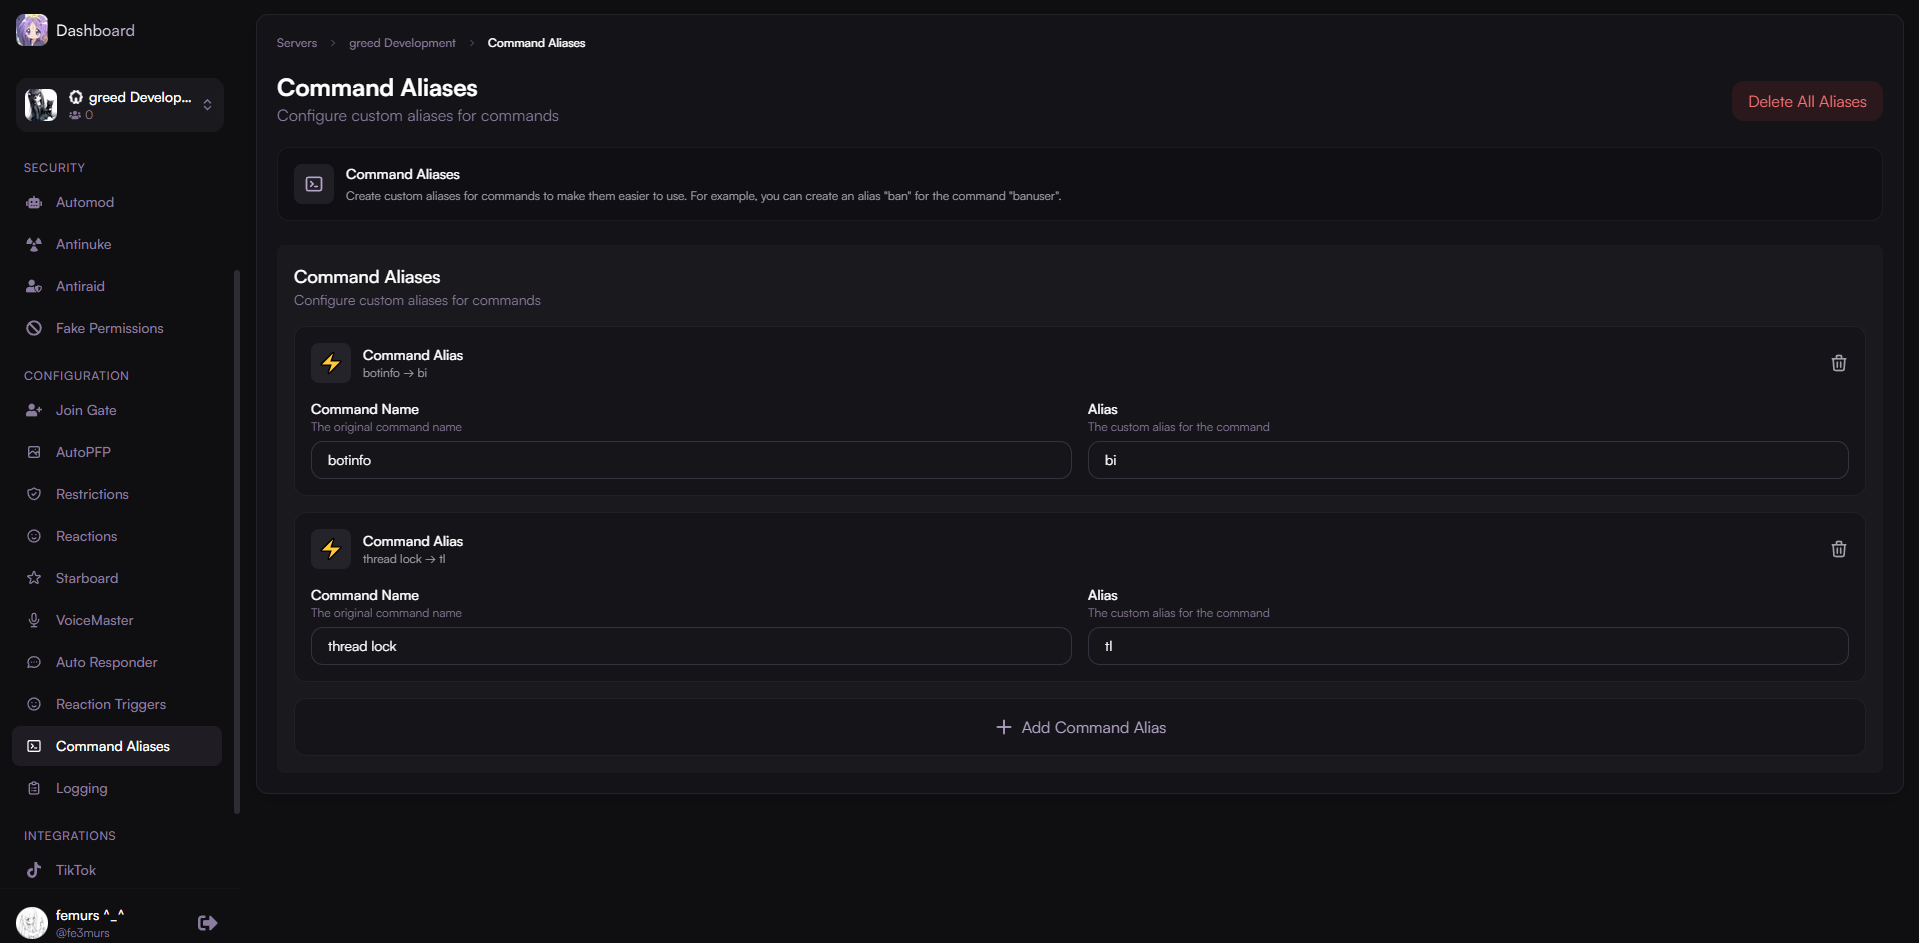 Dashboard
greed Develop...
0
SECURITY
Automod
Antinuke
Antiraid
Fake Permissions
CONFIGURATION
Join Gate
AutoPFP
Restrictions
Reactions
Starboard
VoiceMaster
Auto Responder
Reaction Triggers
Command Aliases
Logging
INTEGRATIONS
TikTok
femurs ^_^
@fe3murs
Servers > greed Development > Command Aliases
Command Aliases
Configure custom aliases for commands
Delete All Aliases
Command Aliases
Create custom aliases for commands to make them easier to use. For example, you can create an alias "ban" for the command "banuser".
Command Aliases
Configure custom aliases for commands
Command Alias
botinfo → bi
Command Name
The original command name
botinfo
Alias
The custom alias for the command
bi
Command Alias
thread lock → tl
Command Name
The original command name
thread lock
Alias
The custom alias for the command
tl
Add Command Alias